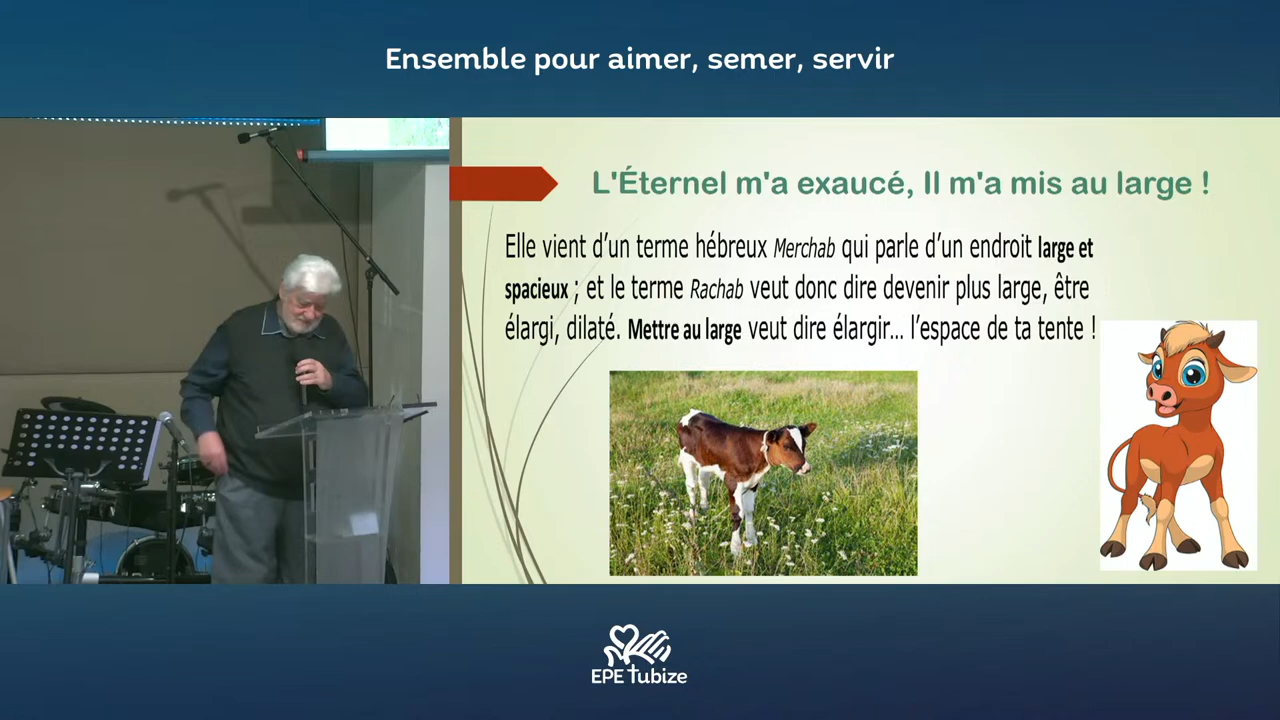 Ensemble pour aimer, semer, servir
L'Éternel m'a exaucé, Il m'a mis au large !
Elle vient d’un terme hébreux Merchab qui parle d’un endroit large et
spacieux ; et le terme Rachab veut donc dire devenir plus large, être
élargi, dilaté. Mettre au large veut dire élargir... l’espace de ta tente !
EPE Tubize